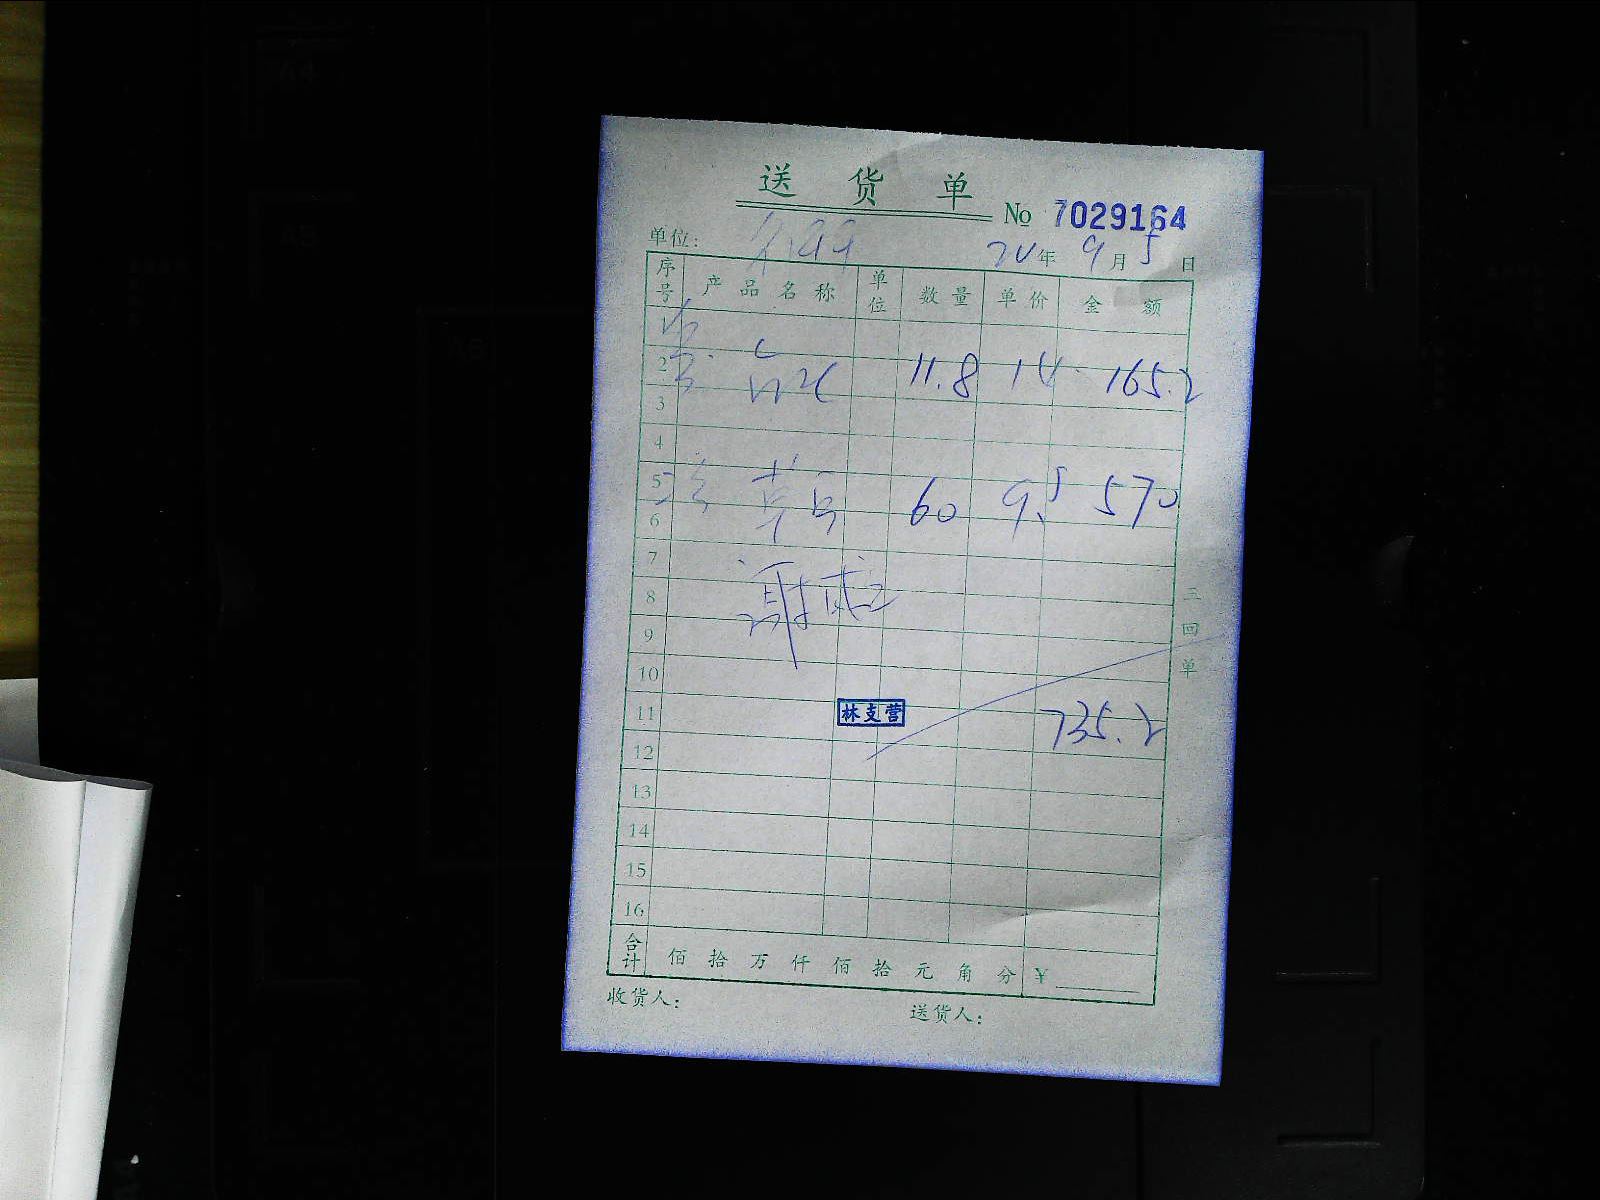 送 货 单
No 7029164
单位: 年 9 月 5 日
序号 产品名称 单位 数量 单价 金额
1
2 11.8 14 165.2
3
4
5 60 9.5 570
6
7
8
9
10
11 林支营 735.2
12
13
14
15
16
合计 佰 拾 万 仟 佰 拾 元 角 分 ¥
收货人: 送货人:
三回单